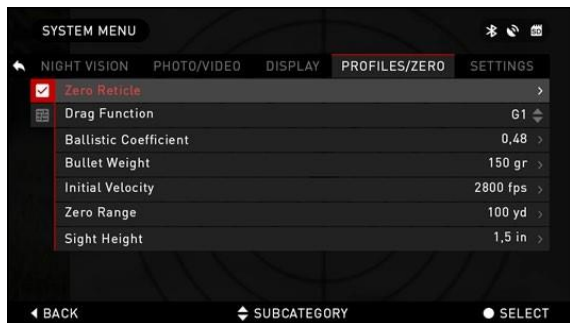 SYSTEM MENU
NIGHT VISION PHOTO/VIDEO DISPLAY PROFILES/ZERO SETTINGS
Zero Reticle
Drag Function G1
Ballistic Coefficient 0,48
Bullet Weight 150 gr
Initial Velocity 2800 fps
Zero Range 100 yd
Sight Height 1,5 in
BACK SUBCATEGORY SELECT